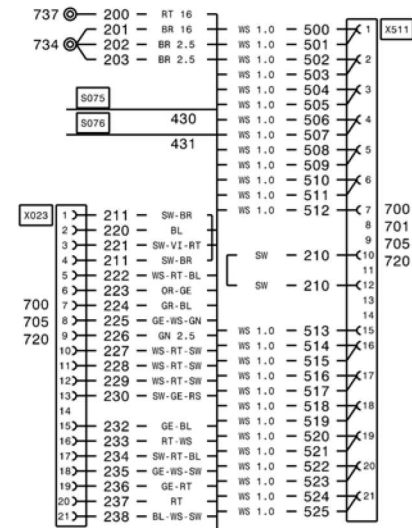 737 200 RT 16
201 BR 16
734 202 BR 2.5
203 BR 2.5
S075
430
S076
431
X023
700
705
720
1 211 SW-BR
2 220 BL
3 221 SW-VI-RT
4 211 SW-BR
5 222 WS-RT-BL
6 223 OR-GE
7 224 GR-BL
8 225 GE-WS-GN
9 226 GN 2.5
10 227 WS-RT-SW
11 228 WS-RT-SW
12 229 WS-RT-SW
13 230 SW-GE-RS
14
15 232 GE-BL
16 233 RT-WS
17 234 SW-RT-BL
18 235 GE-WS-SW
19 236 GE-RT
20 237 RT
21 238 BL-WS-SW
X511
WS 1.0 500 1
WS 1.0 501
WS 1.0 502 2
WS 1.0 503
WS 1.0 504 3
WS 1.0 505
WS 1.0 506 4
WS 1.0 507
WS 1.0 508 5
WS 1.0 509
WS 1.0 510 6
WS 1.0 511
WS 1.0 512 7
8
9
SW 210 10
11
SW 210 12
13
14
WS 1.0 513 15
WS 1.0 514 16
WS 1.0 515
WS 1.0 516 17
WS 1.0 517
WS 1.0 518 18
WS 1.0 519
WS 1.0 520 19
WS 1.0 521
WS 1.0 522 20
WS 1.0 523
WS 1.0 524 21
WS 1.0 525
700
701
705
720